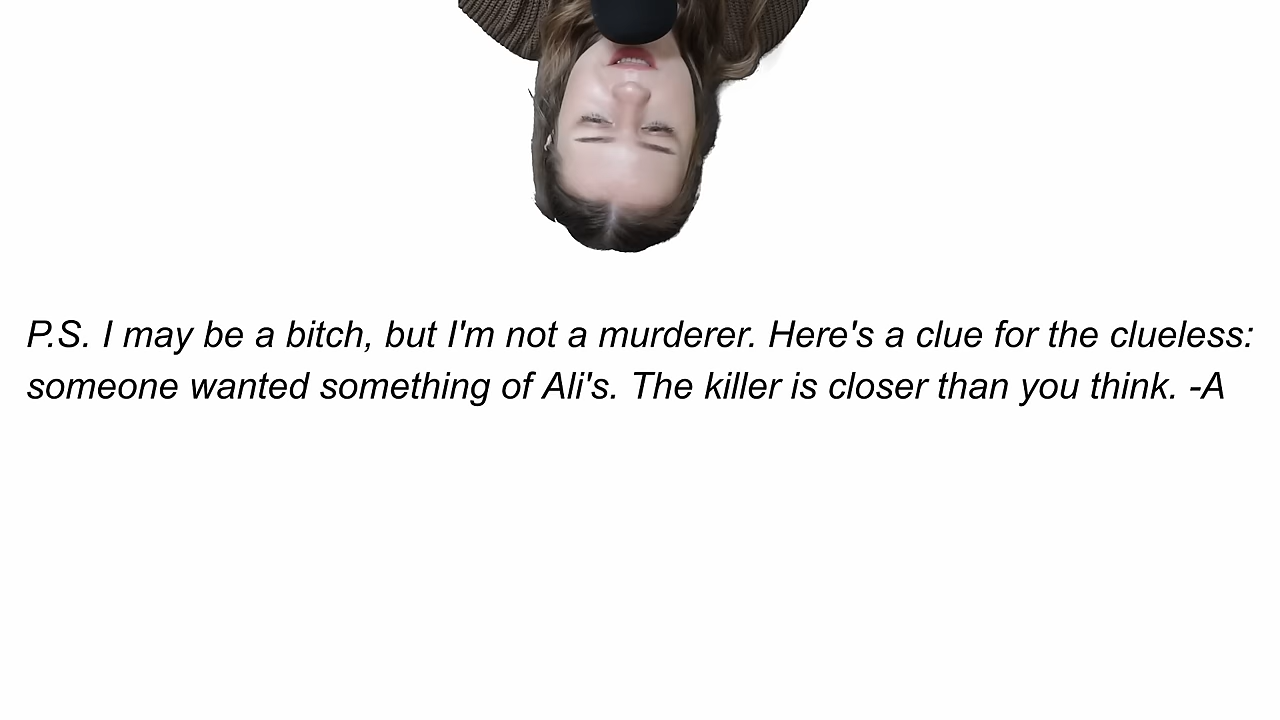 P.S. I may be a bitch, but I'm not a murderer. Here's a clue for the clueless:
someone wanted something of Ali's. The killer is closer than you think. -A